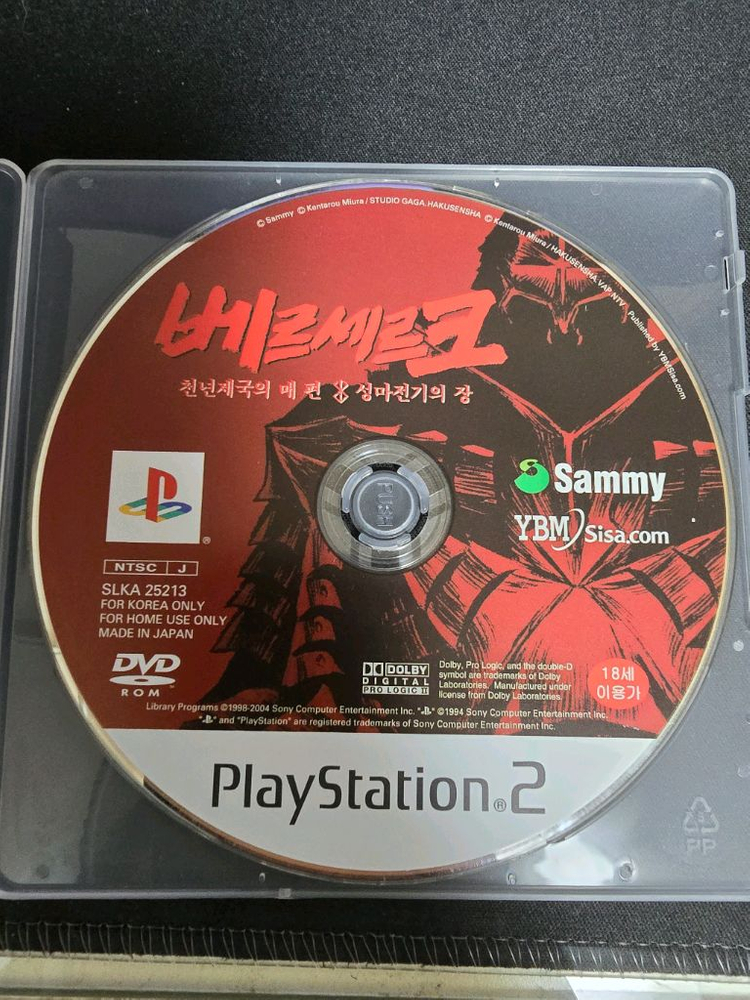 © Sammy © Kentarou Miura / STUDIO GAGA, HAKUSENSHA © Kentarou Miura / HAKUSENSHA, VAP, NTV Published by YBMSisa.com
베르세르크
천년제국의 매 편 성마전기의 장
PUSH
Sammy
YBM Sisa.com
®
NTSC J
SLKA 25213
FOR KOREA ONLY
FOR HOME USE ONLY
MADE IN JAPAN
DVD
ROM
DOLBY
DIGITAL
PRO LOGIC II
Dolby, Pro Logic, and the double-D
symbol are trademarks of Dolby
Laboratories. Manufactured under
license from Dolby Laboratories.
18세
이용가
Library Programs ©1998-2004 Sony Computer Entertainment Inc. "PS" ©1994 Sony Computer Entertainment Inc.
"PS" and "PlayStation" are registered trademarks of Sony Computer Entertainment Inc.
PlayStation®2
PP